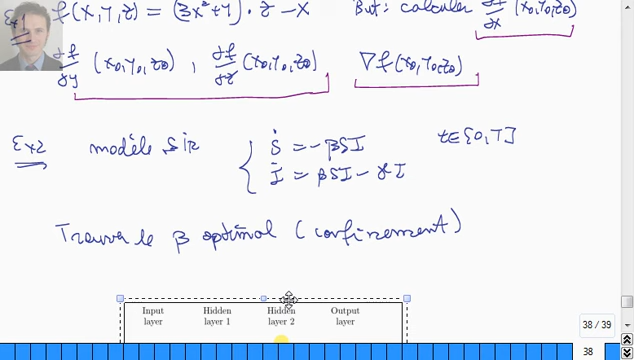 Ex1 f(x,y,z) = (3x²+y)·z −x But: calculer ∂f/∂x (x₀,y₀,z₀)
∂f/∂y (x₀,y₀,z₀) , ∂f/∂z (x₀,y₀,z₀) ∇f(x₀,y₀,z₀)
Ex2 modèle SIR { Ṡ = −βSI t∈[0,T]
İ = βSI − γI
Trouver le β optimal (confinement)
Input layer Hidden layer 1 Hidden layer 2 Output layer
38 / 39
38